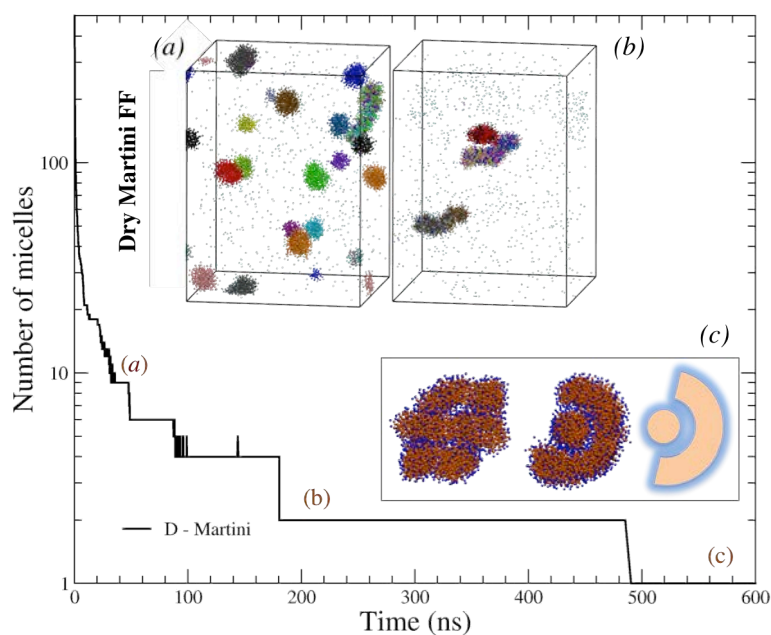 (a)
(b)
Dry Martini FF
100
Number of micelles
(c)
10
(a)
(b)
D - Martini
(c)
1
0
100
200
300
400
500
600
Time (ns)